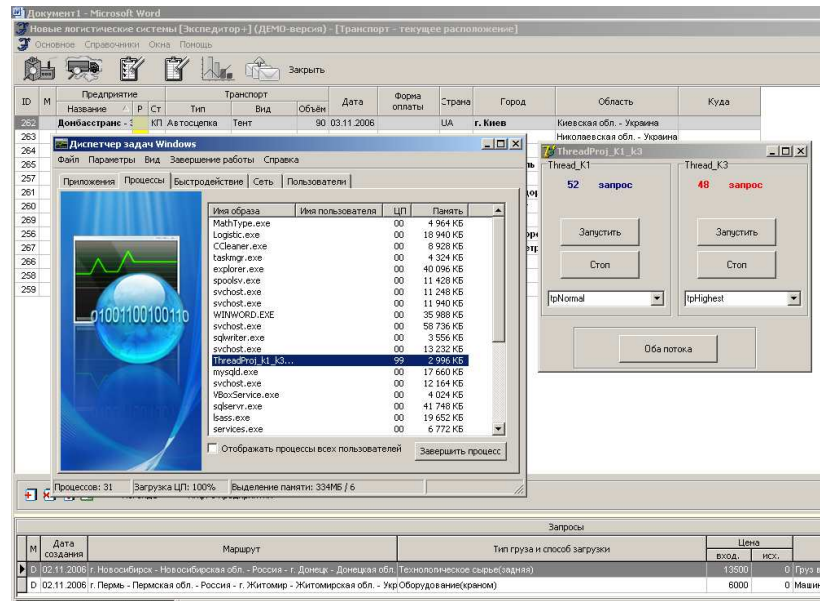 Документ1 - Microsoft Word
Новые логистические системы [Экспедитор+] (ДЕМО-версия) - [Транспорт - текущее расположение]
Основное Справочники Окна Помощь
Закрыть
ID М Предприятие Транспорт Дата Форма оплаты Страна Город Область Куда
Название Р Ст Тип Вид Объём
262 Донбасстранс - КП Автосцепка Тент 90 03.11.2006 UA г. Киев Киевская обл. - Украина
263 Николаевская обл. - Украина
264
265
257
261
260
269
256
267
266
258
259
Диспетчер задач Windows
Файл Параметры Вид Завершение работы Справка
Приложения Процессы Быстродействие Сеть Пользователи
Имя образа Имя пользователя ЦП Память
MathType.exe 00 4 964 КБ
Logistic.exe 00 18 940 КБ
CCleaner.exe 00 8 928 КБ
taskmgr.exe 00 4 324 КБ
explorer.exe 00 40 096 КБ
spoolsv.exe 00 11 428 КБ
svchost.exe 00 11 248 КБ
svchost.exe 00 11 940 КБ
WINWORD.EXE 00 35 988 КБ
svchost.exe 00 58 736 КБ
sqlwriter.exe 00 3 556 КБ
svchost.exe 00 13 232 КБ
ThreadProj_k1_k3... 99 2 996 КБ
mysqld.exe 00 17 660 КБ
svchost.exe 00 12 164 КБ
VBoxService.exe 00 4 024 КБ
sqlservr.exe 00 41 748 КБ
lsass.exe 00 19 652 КБ
services.exe 00 6 772 КБ
01001100100110
Отображать процессы всех пользователей Завершить процесс
Процессов: 31 Загрузка ЦП: 100% Выделение памяти: 334МБ / 6
ThreadProj_K1_k3
Thread_K1 Thread_K3
52 запрос 48 запрос
Запустить Запустить
Стоп Стоп
tpNormal tpHighest
Оба потока
Запросы
М Дата создания Маршрут Тип груза и способ загрузки Цена
вход. исх.
D 02.11.2006 г. Новосибирск - Новосибирская обл. - Россия - г. Донецк - Донецкая обл. Технологическое сырье(задняя) 13500 0 Груз в
D 02.11.2006 г. Пермь - Пермская обл. - Россия - г. Житомир - Житомирская обл. - Укр Оборудование(краном) 6000 0 Машин